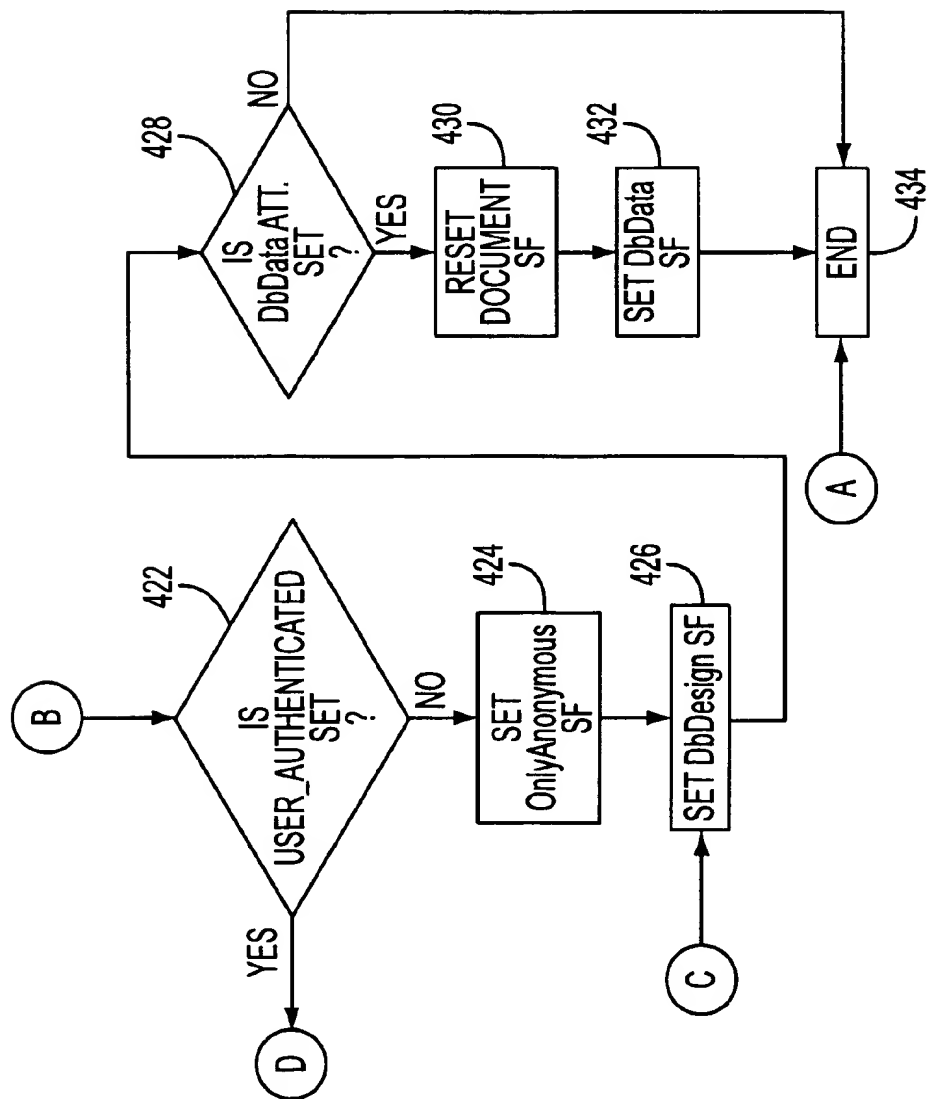 B
422
IS
USER_AUTHENTICATED
SET
?
YES
D
NO
424
SET
OnlyAnonymous
SF
426
SET DbDesign SF
C
428
IS
DbData ATT.
SET
?
NO
YES
430
RESET
DOCUMENT
SF
432
SET DbData
SF
END
434
A